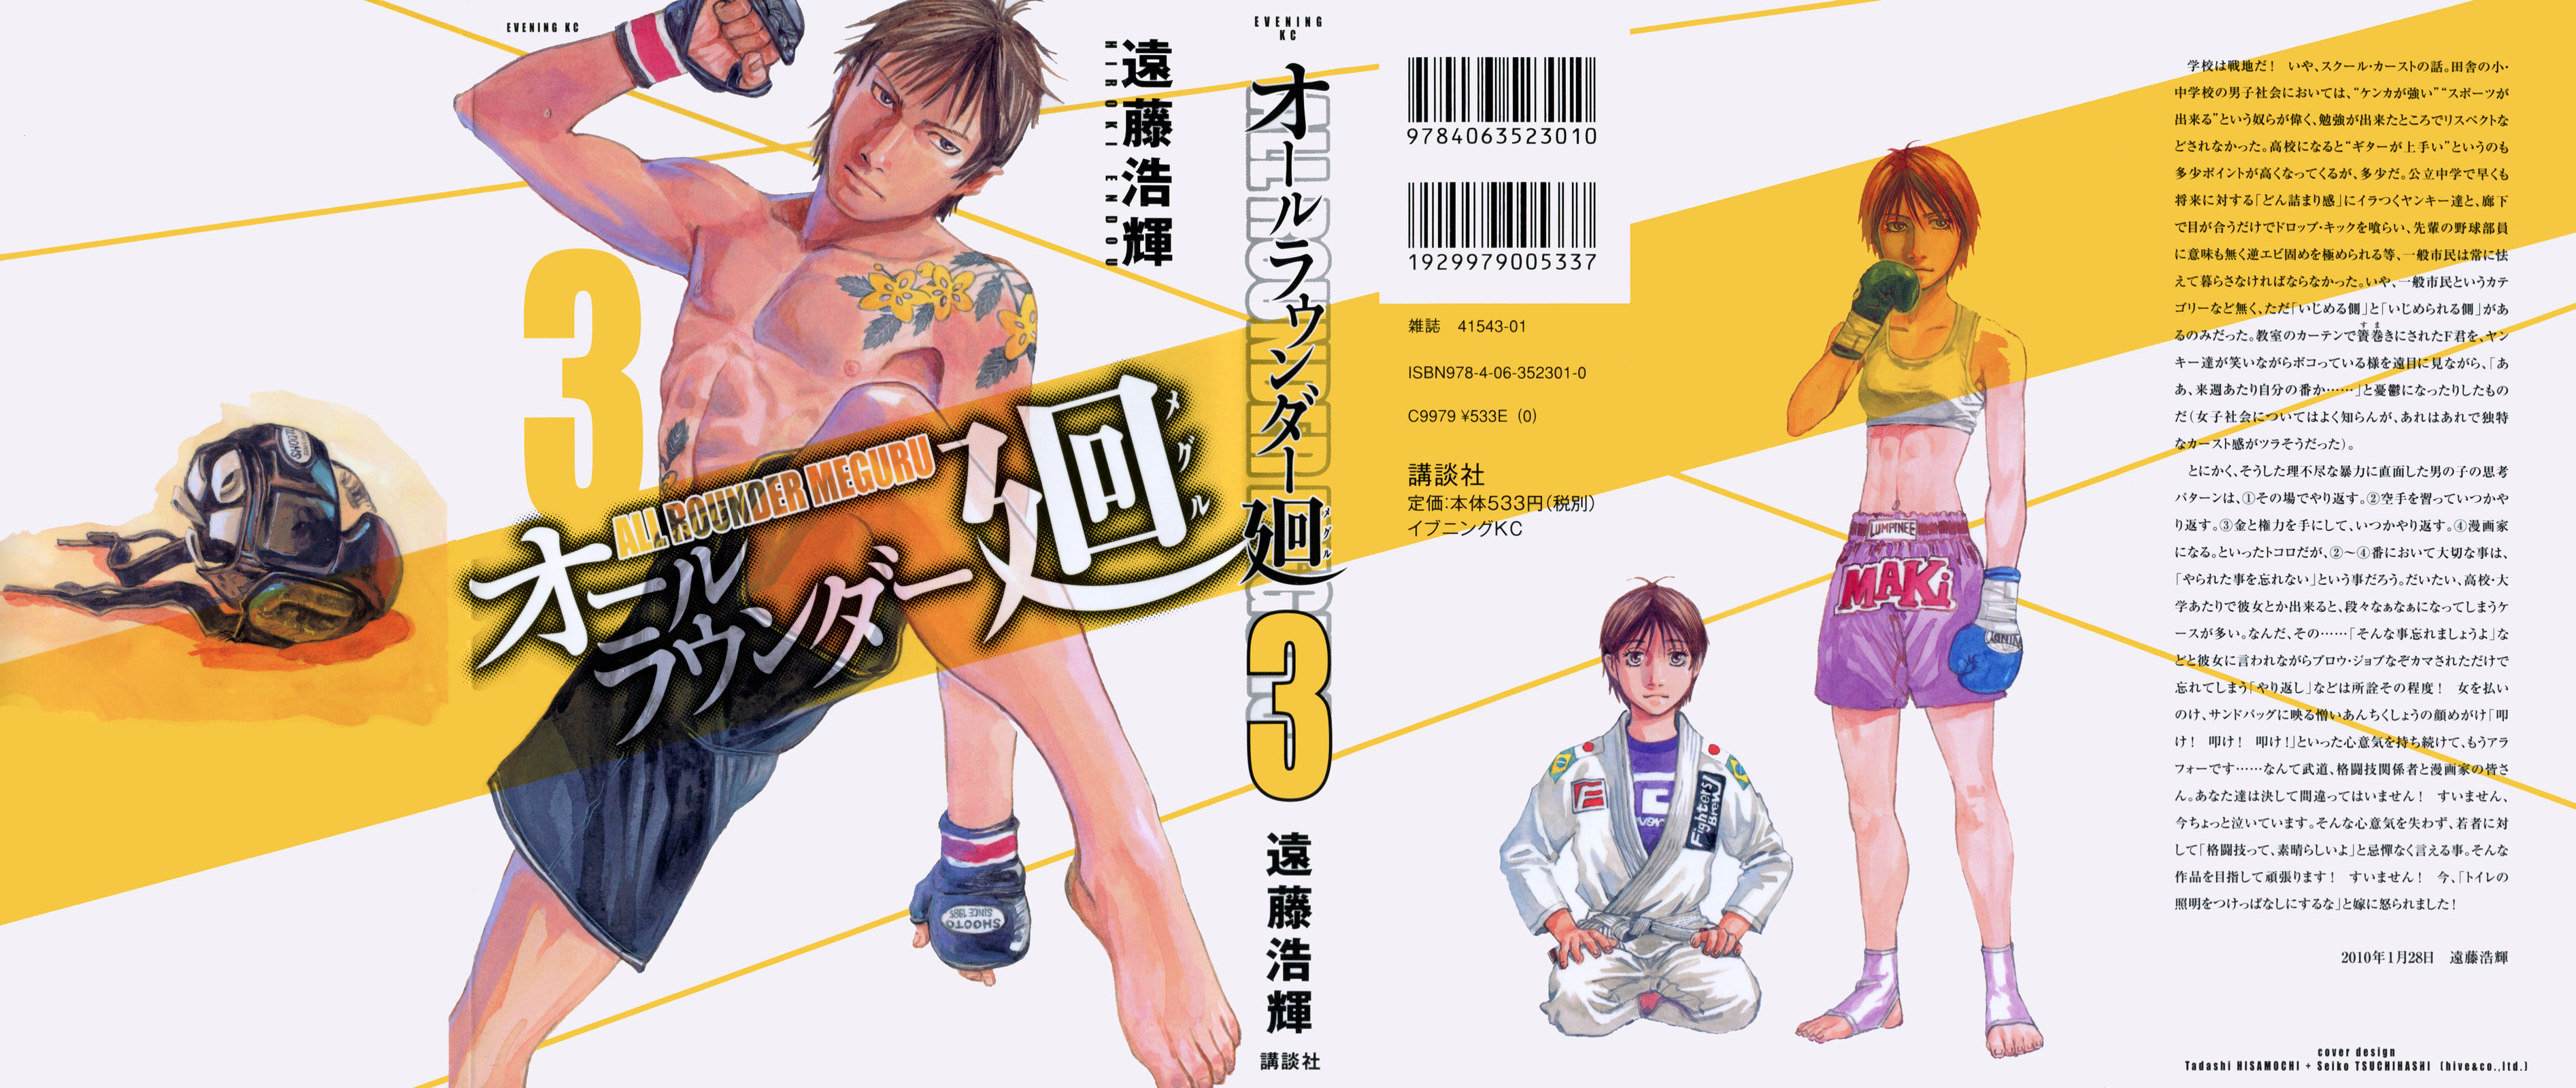 EVENING KC
3
遠藤浩輝
HIROKI ENDOU
ALL ROUNDER MEGURU
オール
ラウンダー
廻
メグル
SHOOTO
SINCE 1985
EVENING
KC
オールラウンダー廻
メグル
ALL ROUNDER MEGURU
3
遠藤浩輝
講談社
9784063523010
1929979005337
雑誌 41543-01
ISBN978-4-06-352301-0
C9979 ¥533E (0)
講談社
定価:本体533円(税別)
イブニングKC
Fighters
Brew
LUMPINEE
MAKi
WINDY
学校は戦地だ! いや、スクール・カーストの話。田舎の小・
中学校の男子社会においては、“ケンカが強い”“スポーツが
出来る”という奴らが偉く、勉強が出来たところでリスペクトな
どされなかった。高校になると“ギターが上手い”というのも
多少ポイントが高くなってくるが、多少だ。公立中学で早くも
将来に対する「どん詰まり感」にイラつくヤンキー達と、廊下
で目が合うだけでドロップ・キックを喰らい、先輩の野球部員
に意味も無く逆エビ固めを極められる等、一般市民は常に怯
えて暮らさなければならなかった。いや、一般市民というカテ
ゴリーなど無く、ただ「いじめる側」と「いじめられる側」があ
るのみだった。教室のカーテンで簀巻きにされたF君を、ヤン
キー達が笑いながらボコっている様を遠目に見ながら、「あ
あ、来週あたり自分の番か……」と憂鬱になったりしたもの
だ(女子社会についてはよく知らんが、あれはあれで独特
なカースト感がツラそうだった)。
とにかく、そうした理不尽な暴力に直面した男の子の思考
パターンは、①その場でやり返す。②空手を習っていつかや
り返す。③金と権力を手にして、いつかやり返す。④漫画家
になる。といったトコロだが、②〜④番において大切な事は、
「やられた事を忘れない」という事だろう。だいたい、高校・大
学あたりで彼女とか出来ると、段々なぁなぁになってしまうケ
ースが多い。なんだ、その……「そんな事忘れましょうよ」な
どと彼女に言われながらブロウ・ジョブなぞカマされただけで
忘れてしまう「やり返し」などは所詮その程度! 女を払い
のけ、サンドバッグに映る憎いあんちくしょうの顔めがけ「叩
け! 叩け! 叩け!」といった心意気を持ち続けて、もうアラ
フォーです……なんて武道、格闘技関係者と漫画家の皆さ
ん。あなた達は決して間違ってはいません! すいません、
今ちょっと泣いています。そんな心意気を失わず、若者に対
して「格闘技って、素晴らしいよ」と忌憚なく言える事。そんな
作品を目指して頑張ります! すいません! 今、「トイレの
照明をつけっぱなしにするな」と嫁に怒られました!
2010年1月28日 遠藤浩輝
cover design
Tadashi HISAMOCHI + Seiko TSUCHIHASHI (hive&co.,ltd.)